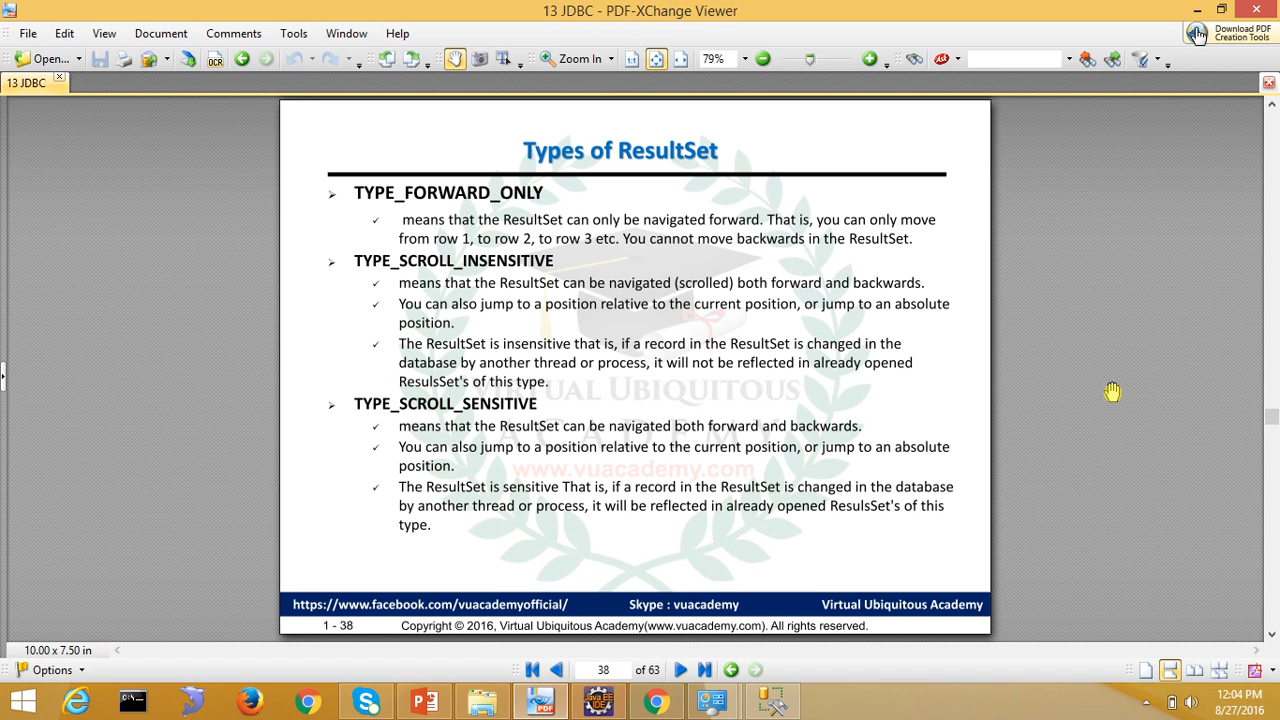 13 JDBC - PDF-XChange Viewer
File Edit View Document Comments Tools Window Help
Download PDF
Creation Tools
Open... OCR Zoom In 79% Ask
13 JDBC
Types of ResultSet
TYPE_FORWARD_ONLY
means that the ResultSet can only be navigated forward. That is, you can only move
from row 1, to row 2, to row 3 etc. You cannot move backwards in the ResultSet.
TYPE_SCROLL_INSENSITIVE
means that the ResultSet can be navigated (scrolled) both forward and backwards.
You can also jump to a position relative to the current position, or jump to an absolute
position.
The ResultSet is insensitive that is, if a record in the ResultSet is changed in the
database by another thread or process, it will not be reflected in already opened
ResulsSet's of this type.
VIRTUAL UBIQUITOUS
TYPE_SCROLL_SENSITIVE
means that the ResultSet can be navigated both forward and backwards.
ACADEMY
You can also jump to a position relative to the current position, or jump to an absolute
position.
www.vuacademy.com
The ResultSet is sensitive That is, if a record in the ResultSet is changed in the database
by another thread or process, it will be reflected in already opened ResulsSet's of this
type.
https://www.facebook.com/vuacademyofficial/ Skype : vuacademy Virtual Ubiquitous Academy
1 - 38 Copyright © 2016, Virtual Ubiquitous Academy(www.vuacademy.com). All rights reserved.
10.00 x 7.50 in
Options 38 of 63
Java EE
IDE
12:04 PM
8/27/2016